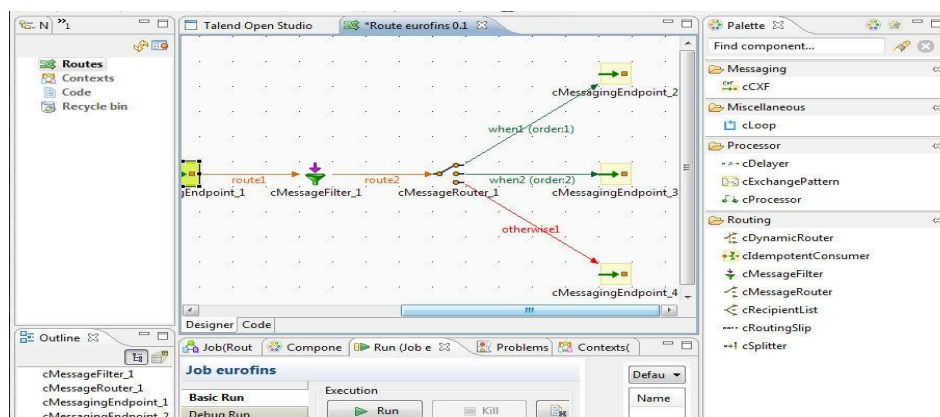 N
"1
Routes
Contexts
Code
Recycle bin
Talend Open Studio
*Route eurofins 0.1
cMessagingEndpoint_2
when1 (order:1)
route1
route2
when2 (order:2)
gEndpoint_1
cMessageFilter_1
cMessageRouter_1
cMessagingEndpoint_3
otherwise1
cMessagingEndpoint_4
Designer
Code
Palette
Find component...
Messaging
cCXF
Miscellaneous
cLoop
Processor
cDelayer
cExchangePattern
cProcessor
Routing
cDynamicRouter
cIdempotentConsumer
cMessageFilter
cMessageRouter
cRecipientList
cRoutingSlip
cSplitter
Outline
cMessageFilter_1
cMessageRouter_1
cMessagingEndpoint_1
cMessagingEndpoint_2
Job(Rout
Compone
Run (Job e
Problems
Contexts(
Job eurofins
Defau
Basic Run
Execution
Name
Debug Run
Run
Kill